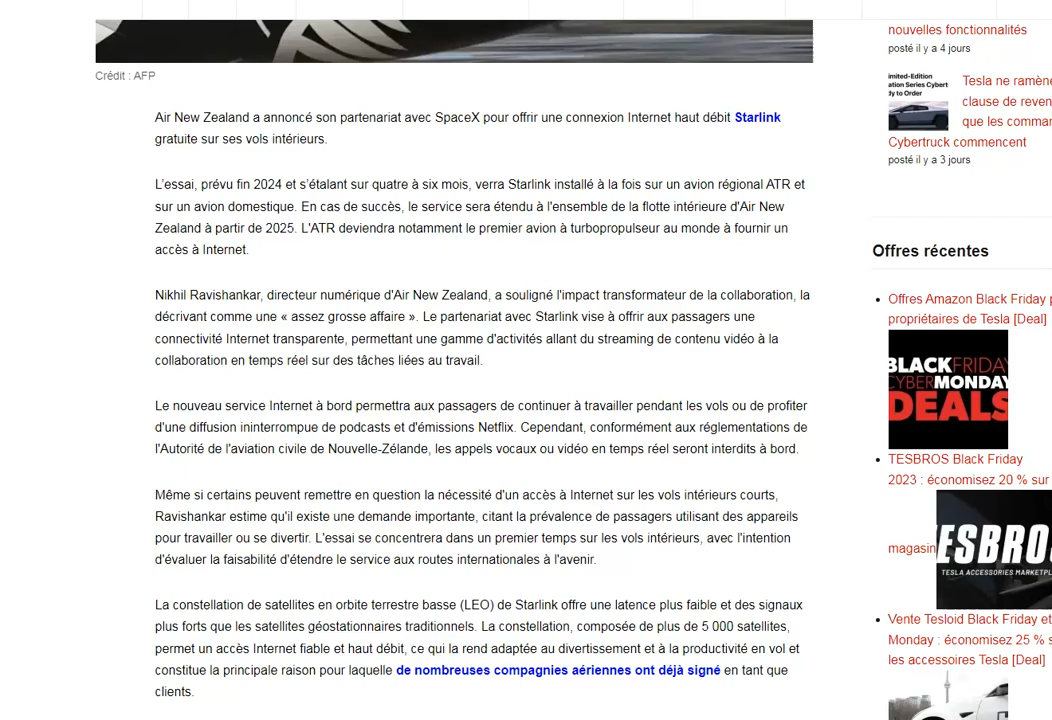 Crédit : AFP
Air New Zealand a annoncé son partenariat avec SpaceX pour offrir une connexion Internet haut débit Starlink
gratuite sur ses vols intérieurs.
L’essai, prévu fin 2024 et s’étalant sur quatre à six mois, verra Starlink installé à la fois sur un avion régional ATR et
sur un avion domestique. En cas de succès, le service sera étendu à l'ensemble de la flotte intérieure d'Air New
Zealand à partir de 2025. L'ATR deviendra notamment le premier avion à turbopropulseur au monde à fournir un
accès à Internet.
Nikhil Ravishankar, directeur numérique d'Air New Zealand, a souligné l'impact transformateur de la collaboration, la
décrivant comme une « assez grosse affaire ». Le partenariat avec Starlink vise à offrir aux passagers une
connectivité Internet transparente, permettant une gamme d'activités allant du streaming de contenu vidéo à la
collaboration en temps réel sur des tâches liées au travail.
Le nouveau service Internet à bord permettra aux passagers de continuer à travailler pendant les vols ou de profiter
d'une diffusion ininterrompue de podcasts et d'émissions Netflix. Cependant, conformément aux réglementations de
l'Autorité de l'aviation civile de Nouvelle-Zélande, les appels vocaux ou vidéo en temps réel seront interdits à bord.
Même si certains peuvent remettre en question la nécessité d'un accès à Internet sur les vols intérieurs courts,
Ravishankar estime qu'il existe une demande importante, citant la prévalence de passagers utilisant des appareils
pour travailler ou se divertir. L'essai se concentrera dans un premier temps sur les vols intérieurs, avec l'intention
d'évaluer la faisabilité d'étendre le service aux routes internationales à l'avenir.
La constellation de satellites en orbite terrestre basse (LEO) de Starlink offre une latence plus faible et des signaux
plus forts que les satellites géostationnaires traditionnels. La constellation, composée de plus de 5 000 satellites,
permet un accès Internet fiable et haut débit, ce qui la rend adaptée au divertissement et à la productivité en vol et
constitue la principale raison pour laquelle de nombreuses compagnies aériennes ont déjà signé en tant que
clients.
nouvelles fonctionnalités
posté il y a 4 jours
imited-Edition
ation Series Cybert
dy to Order
Tesla ne ramène
clause de reven
que les comman
Cybertruck commencent
posté il y a 3 jours
Offres récentes
Offres Amazon Black Friday p
propriétaires de Tesla [Deal]
BLACKFRIDAY
CYBERMONDAY
DEALS
TESBROS Black Friday
2023 : économisez 20 % sur
magasin
ESBRO
TESLA ACCESSORIES MARKETPL
Vente Tesloid Black Friday et
Monday : économisez 25 % s
les accessoires Tesla [Deal]